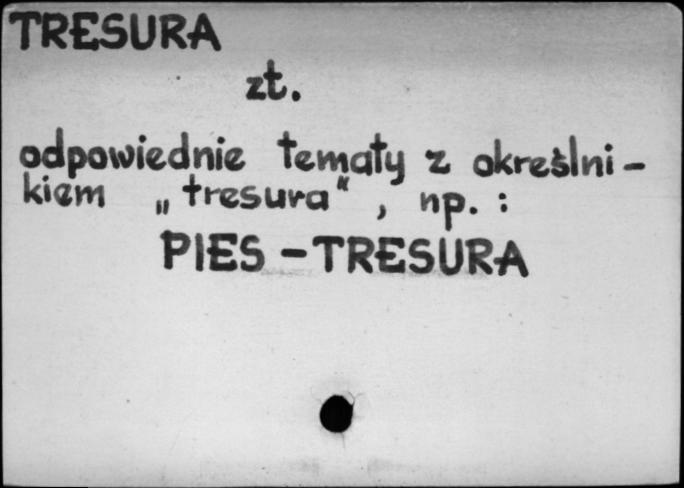 TRESURA
zt.
odpowiednie tematy z określni-
kiem „tresura“, np.:
PIES - TRESURA